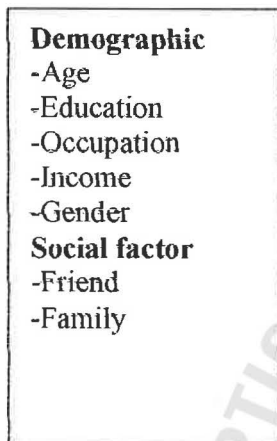 Demographic
-Age
-Education
-Occupation
-Income
-Gender
Social factor
-Friend
-Family